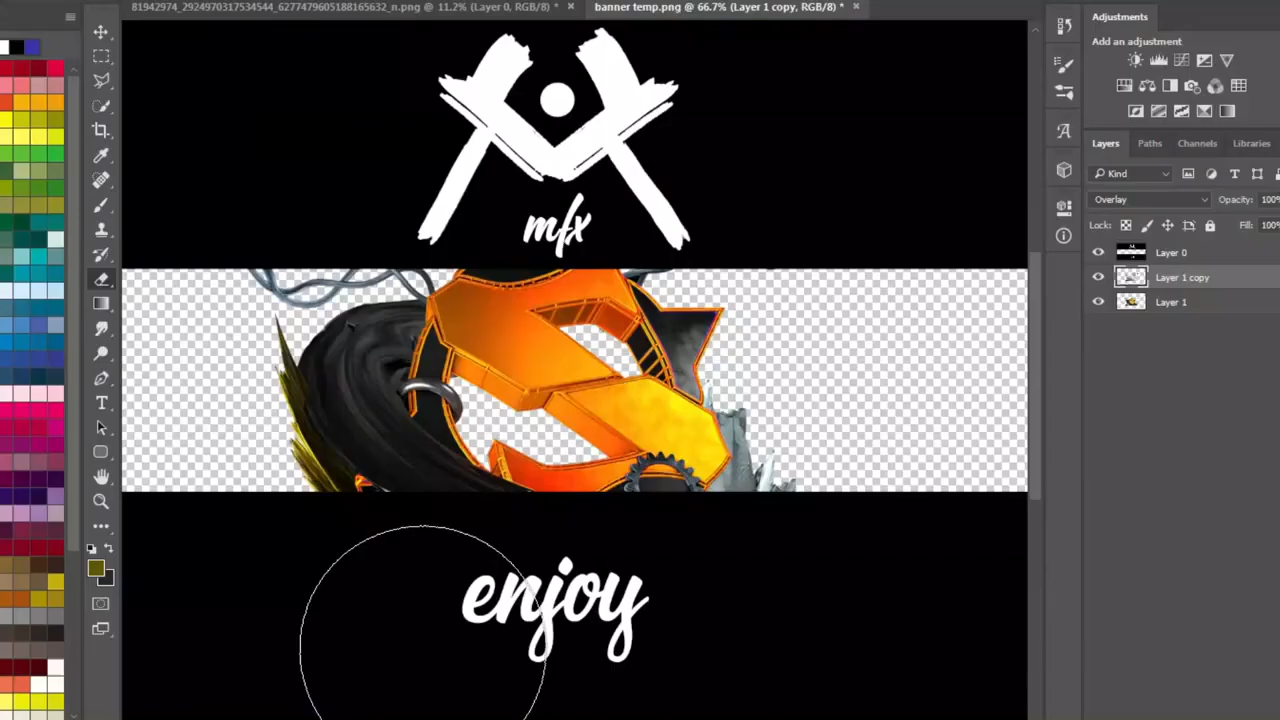 81942974_2924970317534544_6277479605188165632_n.png @ 11.2% (Layer 0, RGB/8) * banner temp.png @ 66.7% (Layer 1 copy, RGB/8) *
Adjustments
Add an adjustment
Layers Paths Channels Libraries
Kind
Overlay Opacity: 100%
Lock: Fill: 100%
Layer 0
Layer 1 copy
Layer 1
mfx
enjoy